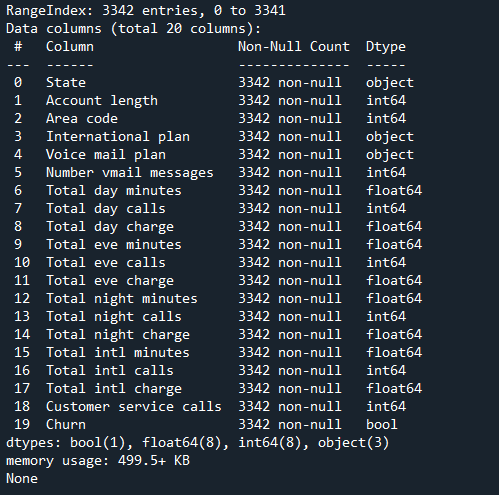 RangeIndex: 3342 entries, 0 to 3341
Data columns (total 20 columns):
 #   Column                  Non-Null Count  Dtype
---  ------                  --------------  -----
 0   State                   3342 non-null   object
 1   Account length          3342 non-null   int64
 2   Area code               3342 non-null   int64
 3   International plan      3342 non-null   object
 4   Voice mail plan         3342 non-null   object
 5   Number vmail messages   3342 non-null   int64
 6   Total day minutes       3342 non-null   float64
 7   Total day calls         3342 non-null   int64
 8   Total day charge        3342 non-null   float64
 9   Total eve minutes       3342 non-null   float64
 10  Total eve calls         3342 non-null   int64
 11  Total eve charge        3342 non-null   float64
 12  Total night minutes     3342 non-null   float64
 13  Total night calls       3342 non-null   int64
 14  Total night charge      3342 non-null   float64
 15  Total intl minutes      3342 non-null   float64
 16  Total intl calls        3342 non-null   int64
 17  Total intl charge       3342 non-null   float64
 18  Customer service calls  3342 non-null   int64
 19  Churn                   3342 non-null   bool
dtypes: bool(1), float64(8), int64(8), object(3)
memory usage: 499.5+ KB
None